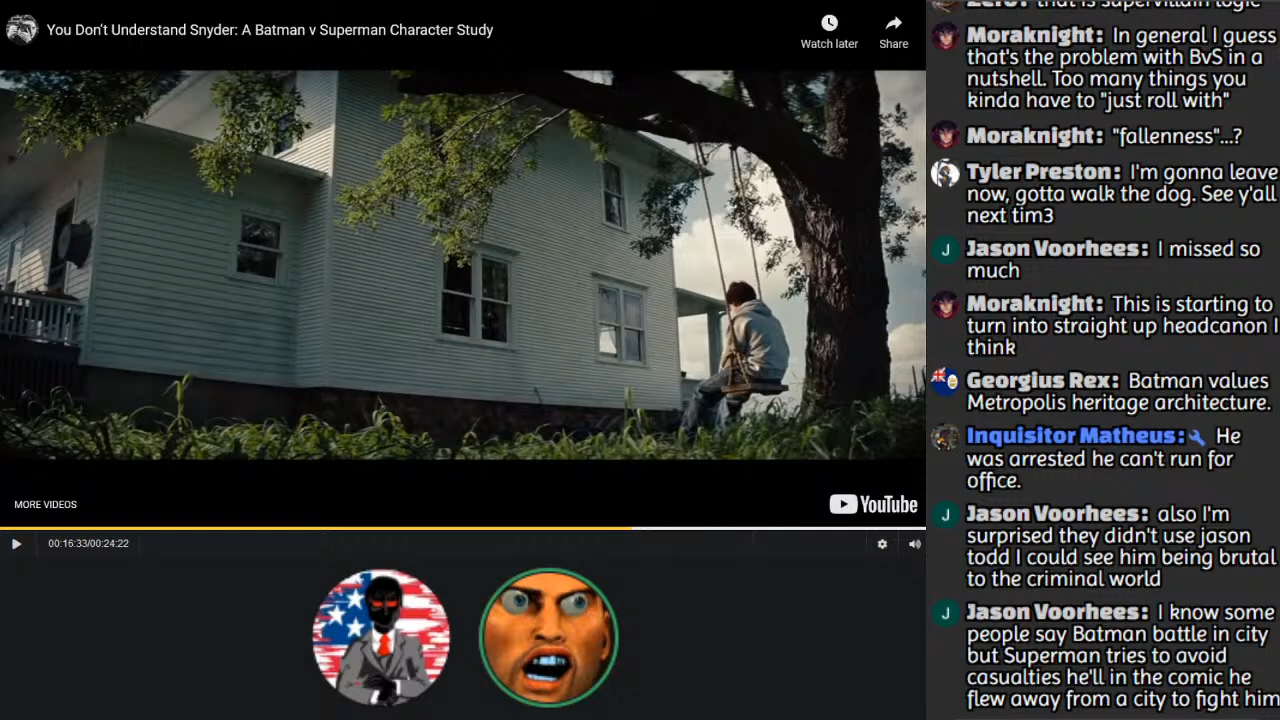 You Don't Understand Snyder: A Batman v Superman Character Study
Watch later
Share
MORE VIDEOS
YouTube
00:16:33/00:24:22
Zero: that is supervillain logic
Moraknight: In general I guess
that's the problem with BvS in a
nutshell. Too many things you
kinda have to "just roll with"
Moraknight: "fallenness"...?
Tyler Preston: I'm gonna leave
now, gotta walk the dog. See y'all
next tim3
J Jason Voorhees: I missed so
much
Moraknight: This is starting to
turn into straight up headcanon I
think
Georgius Rex: Batman values
Metropolis heritage architecture.
Inquisitor Matheus: He
was arrested he can't run for
office.
J Jason Voorhees: also I'm
surprised they didn't use jason
todd I could see him being brutal
to the criminal world
J Jason Voorhees: I know some
people say Batman battle in city
but Superman tries to avoid
casualties he'll in the comic he
flew away from a city to fight him